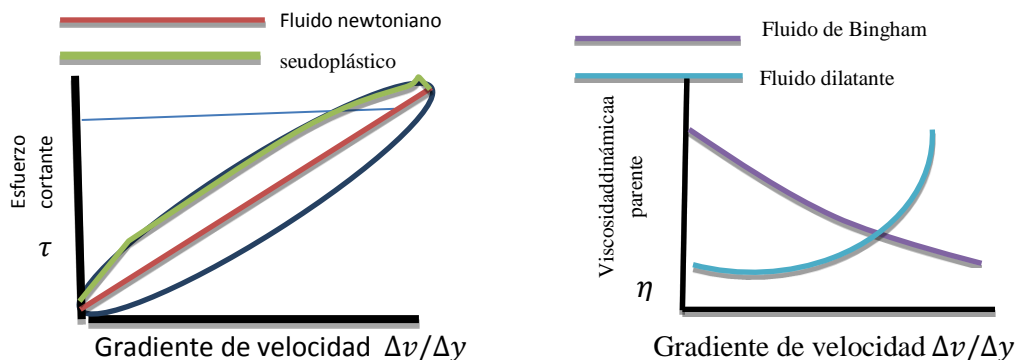 Fluido newtoniano
seudoplástico
Esfuerzo
cortante
τ
Gradiente de velocidad Δv/Δy
Fluido de Bingham
Fluido dilatante
Viscosidaddinámicaa
parente
η
Gradiente de velocidad Δv/Δy